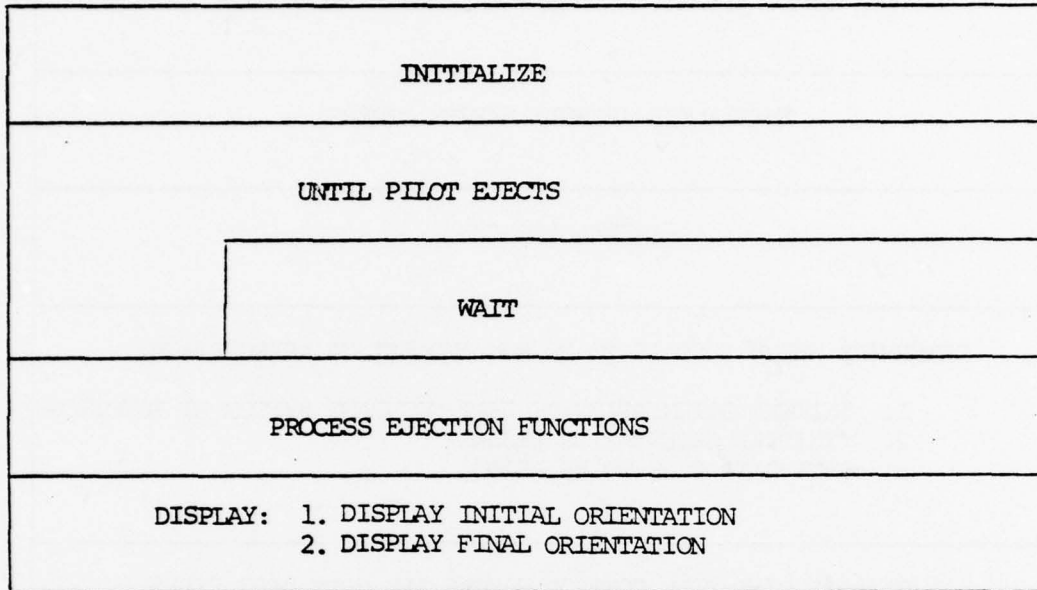 INITIALIZE
UNTIL PILOT EJECTS
WAIT
PROCESS EJECTION FUNCTIONS
DISPLAY: 1. DISPLAY INITIAL ORIENTATION
2. DISPLAY FINAL ORIENTATION